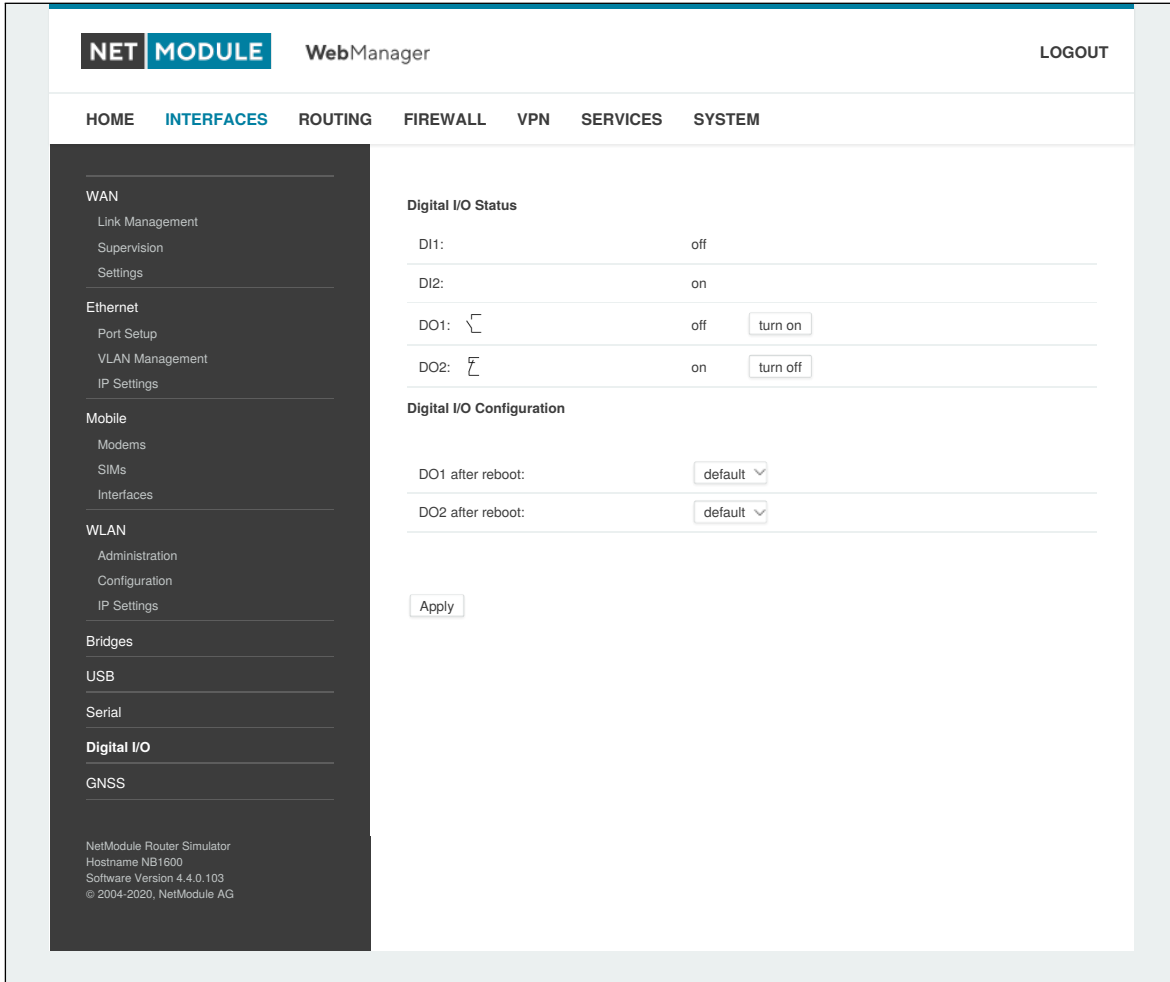 NET MODULE WebManager LOGOUT
HOME INTERFACES ROUTING FIREWALL VPN SERVICES SYSTEM
WAN
Link Management
Supervision
Settings
Ethernet
Port Setup
VLAN Management
IP Settings
Mobile
Modems
SIMs
Interfaces
WLAN
Administration
Configuration
IP Settings
Bridges
USB
Serial
Digital I/O
GNSS
NetModule Router Simulator
Hostname NB1600
Software Version 4.4.0.103
© 2004-2020, NetModule AG
Digital I/O Status
DI1: off
DI2: on
DO1: off turn on
DO2: on turn off
Digital I/O Configuration
DO1 after reboot: default
DO2 after reboot: default
Apply